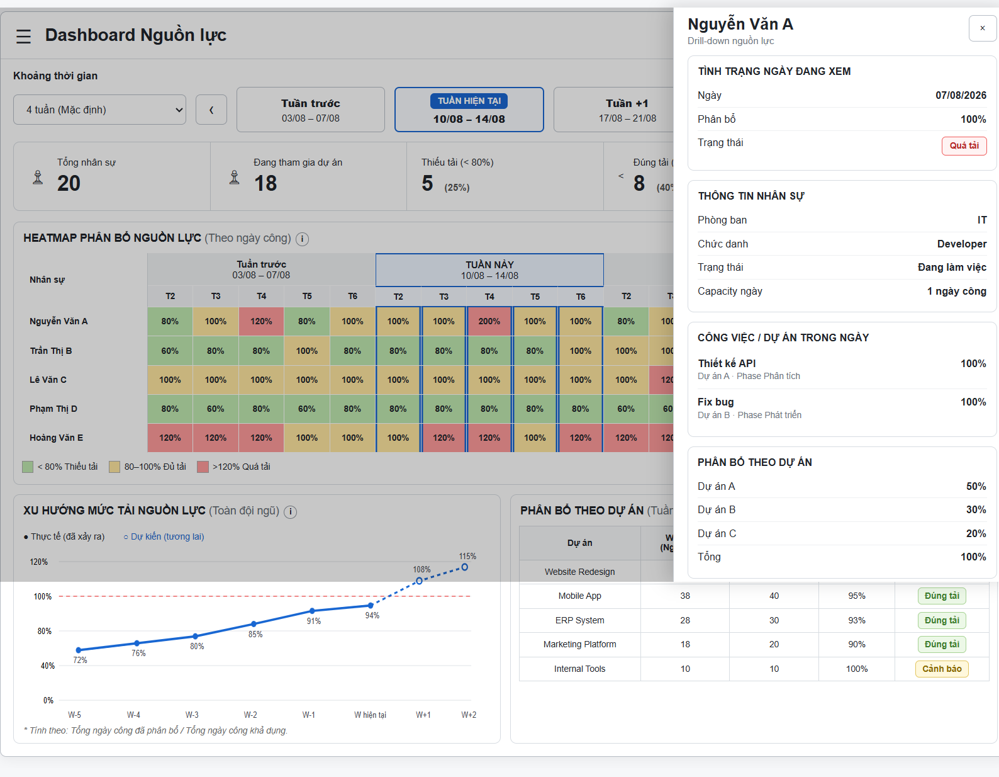 ☰ Dashboard Nguồn lực
Khoảng thời gian
4 tuần (Mặc định)
‹
Tuần trước
03/08 – 07/08
TUẦN HIỆN TẠI
10/08 – 14/08
Tuần +1
17/08 – 21/08
Tổng nhân sự
20
Đang tham gia dự án
18
Thiếu tải (< 80%)
5 (25%)
<
Đúng tải (
8 (40%
HEATMAP PHÂN BỔ NGUỒN LỰC (Theo ngày công) i
Nhân sự
Tuần trước
03/08 – 07/08
TUẦN NÀY
10/08 – 14/08
T2 T3 T4 T5 T6 T2 T3 T4 T5 T6 T2 T3
Nguyễn Văn A 80% 100% 120% 80% 100% 100% 100% 200% 100% 100% 80% 100
Trần Thị B 60% 80% 80% 100% 80% 80% 80% 80% 80% 100% 100% 100
Lê Văn C 100% 100% 100% 100% 100% 100% 100% 100% 100% 100% 100% 120
Phạm Thị D 80% 60% 80% 60% 80% 80% 80% 80% 80% 80% 60% 60
Hoàng Văn E 120% 120% 120% 100% 100% 100% 120% 120% 100% 120% 120% 120
< 80% Thiếu tải 80–100% Đủ tải >120% Quá tải
XU HƯỚNG MỨC TẢI NGUỒN LỰC (Toàn đội ngũ) i
● Thực tế (đã xảy ra) ○ Dự kiến (tương lai)
120%
100%
80%
40%
0%
72%
76%
80%
85%
91%
94%
108%
115%
W-5 W-4 W-3 W-2 W-1 W hiện tại W+1 W+2
* Tính theo: Tổng ngày công đã phân bổ / Tổng ngày công khả dụng.
PHÂN BỔ THEO DỰ ÁN (Tuần
Dự án
W
(Ng
Website Redesign
Mobile App 38 40 95% Đúng tải
ERP System 28 30 93% Đúng tải
Marketing Platform 18 20 90% Đúng tải
Internal Tools 10 10 100% Cảnh báo
Nguyễn Văn A
×
Drill-down nguồn lực
TÌNH TRẠNG NGÀY ĐANG XEM
Ngày 07/08/2026
Phân bổ 100%
Trạng thái Quá tải
THÔNG TIN NHÂN SỰ
Phòng ban IT
Chức danh Developer
Trạng thái Đang làm việc
Capacity ngày 1 ngày công
CÔNG VIỆC / DỰ ÁN TRONG NGÀY
Thiết kế API 100%
Dự án A · Phase Phân tích
Fix bug 100%
Dự án B · Phase Phát triển
PHÂN BỔ THEO DỰ ÁN
Dự án A 50%
Dự án B 30%
Dự án C 20%
Tổng 100%